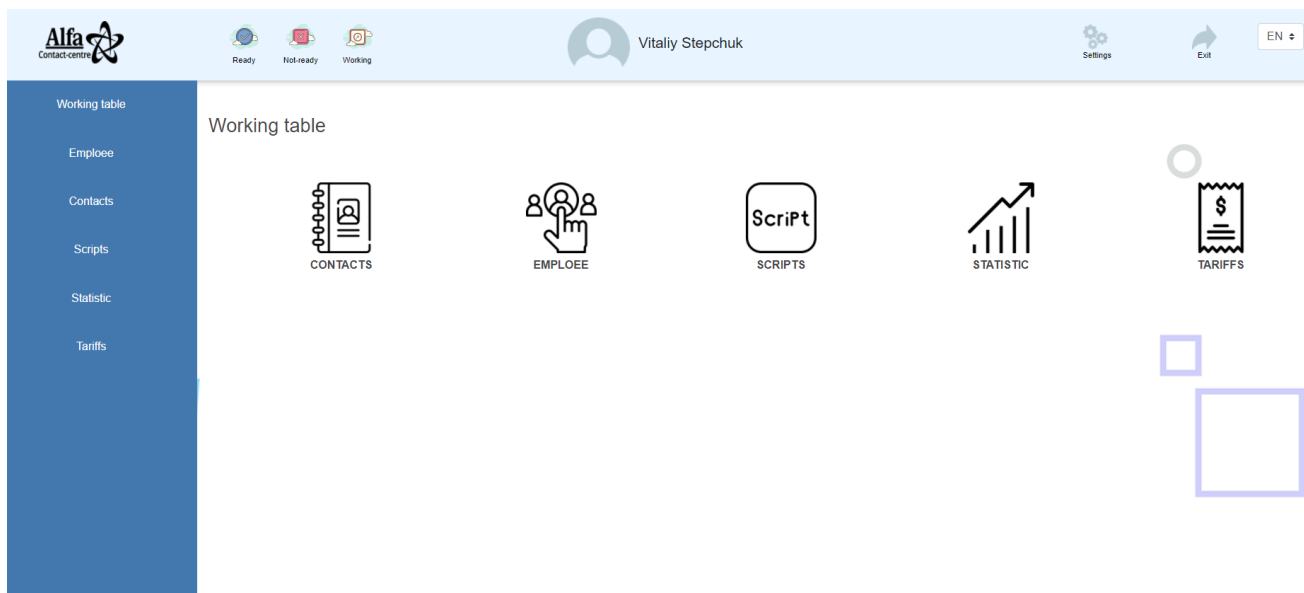 Alfa
Contact-centre
Ready
Not-ready
Working
Vitaliy Stepchuk
Settings
Exit
EN
Working table
Emploee
Contacts
Scripts
Statistic
Tariffs
Working table
ScriPt
$
CONTACTS
EMPLOEE
SCRIPTS
STATISTIC
TARIFFS